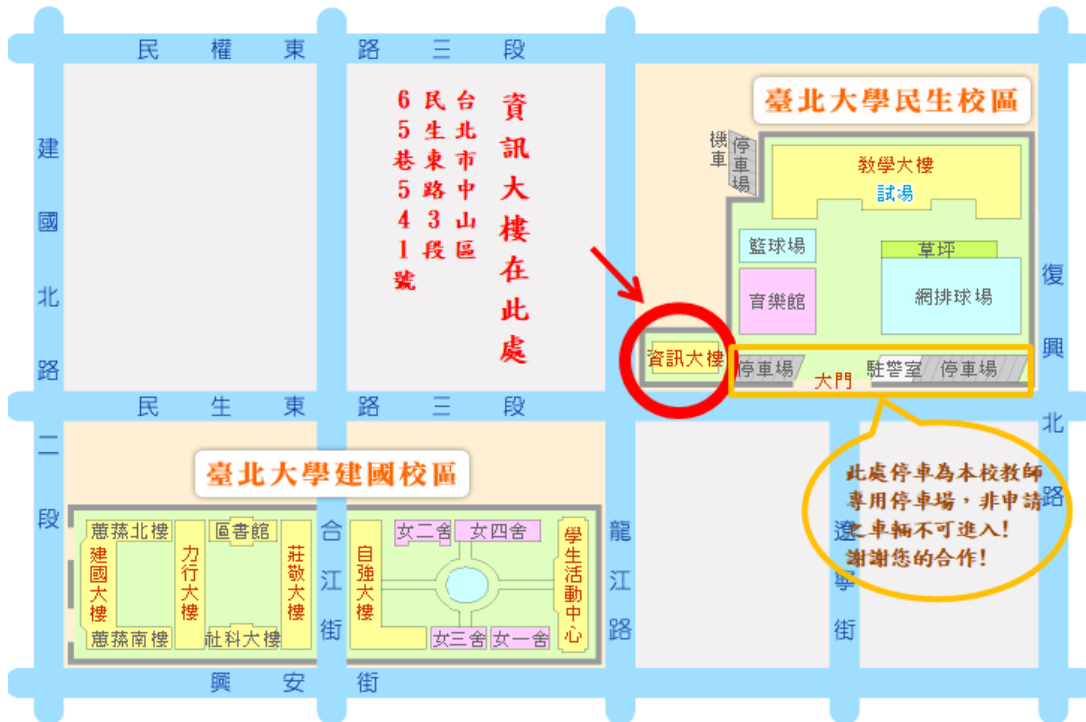 民權東路三段
資訊大樓在此處
台北市中山區
民生東路3段
65巷541號
臺北大學民生校區
機車
停車場
教學大樓
試場
籃球場
草坪
育樂館
網排球場
資訊大樓
停車場
大門
駐警室
停車場
建國北路二段
復興北路
民生東路三段
此處停車為本校教師
專用停車場，非申請
之車輛不可進入！
謝謝您的合作！
臺北大學建國校區
蕙蓀北樓
圖書館
建國大樓
力行大樓
莊敬大樓
蕙蓀南樓
社科大樓
合江街
自強大樓
女二舍
女四舍
學生活動中心
女三舍
女一舍
龍江路
遼寧街
興安街